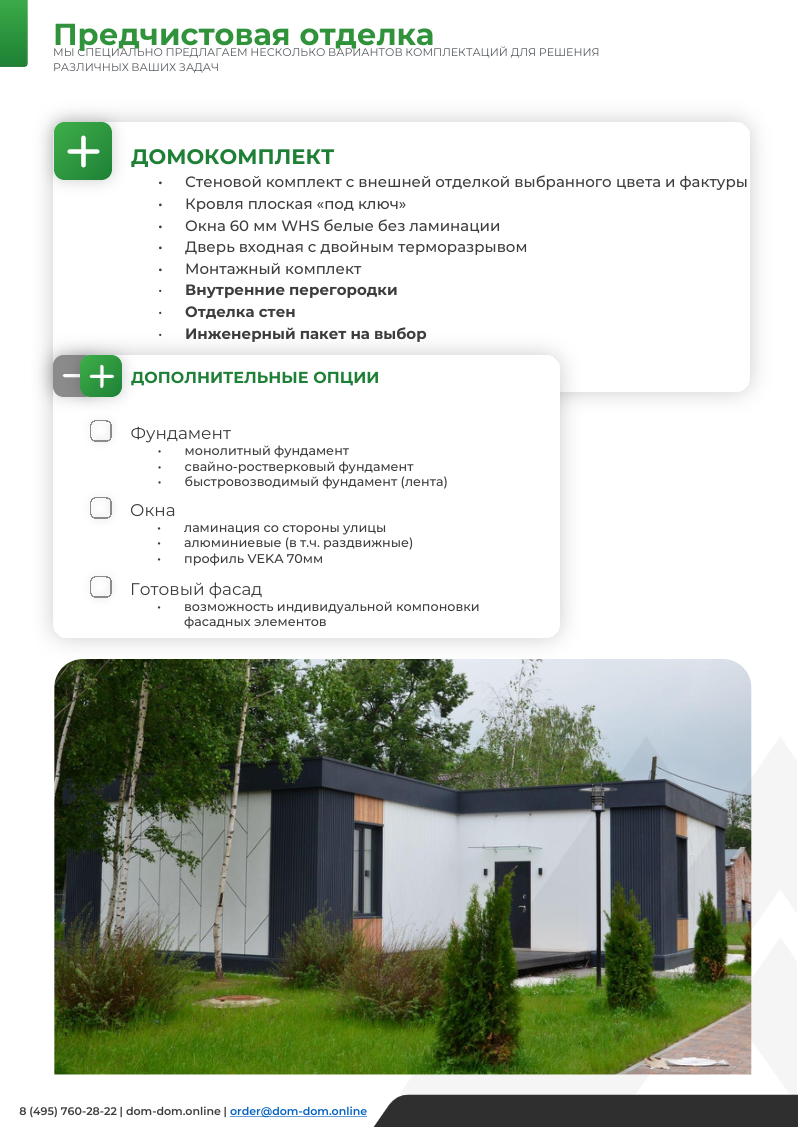 Предчистовая отделка
МЫ СПЕЦИАЛЬНО ПРЕДЛАГАЕМ НЕСКОЛЬКО ВАРИАНТОВ КОМПЛЕКТАЦИЙ ДЛЯ РЕШЕНИЯ
РАЗЛИЧНЫХ ВАШИХ ЗАДАЧ
ДОМОКОМПЛЕКТ
• Стеновой комплект с внешней отделкой выбранного цвета и фактуры
• Кровля плоская «под ключ»
• Окна 60 мм WHS белые без ламинации
• Дверь входная с двойным терморазрывом
• Монтажный комплект
• Внутренние перегородки
• Отделка стен
• Инженерный пакет на выбор
ДОПОЛНИТЕЛЬНЫЕ ОПЦИИ
Фундамент
• монолитный фундамент
• свайно-ростверковый фундамент
• быстровозводимый фундамент (лента)
Окна
• ламинация со стороны улицы
• алюминиевые (в т.ч. раздвижные)
• профиль VEKA 70мм
Готовый фасад
• возможность индивидуальной компоновки
фасадных элементов
8 (495) 760-28-22 | dom-dom.online | order@dom-dom.online